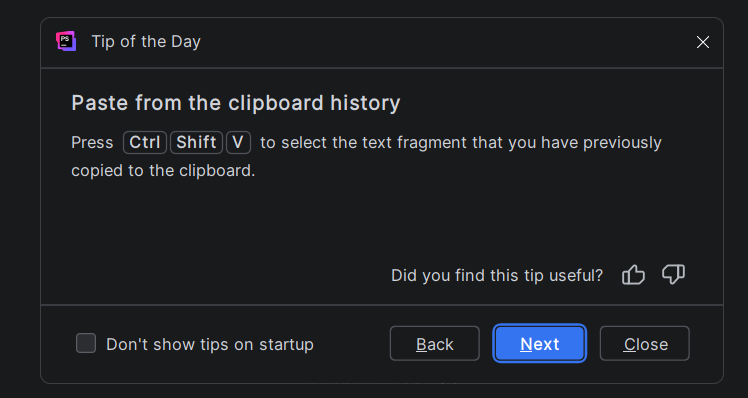 PS
Tip of the Day
Paste from the clipboard history
Press Ctrl Shift V to select the text fragment that you have previously
copied to the clipboard.
Did you find this tip useful?
Don't show tips on startup
Back
Next
Close